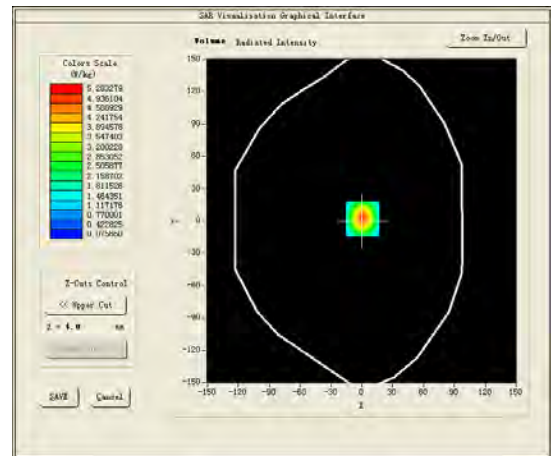 SAR Visualisation Graphical Interface
Volume Radiated Intensity
Zoom In/Out
Colors Scale
(W/kg)
5.283279
4.936104
4.588929
4.241754
3.894578
3.547403
3.200228
2.853052
2.505877
2.158702
1.811526
1.464351
1.117176
0.770001
0.422825
0.075650
150
90
30
0
-30
-60
-90
-120
-150
Y
-150 -120 -90 -60 -30 0 30 60 90 120 150
X
Z-Cuts Control
<< Upper Cut
Z = 4.0 mm
SAVE
Cancel